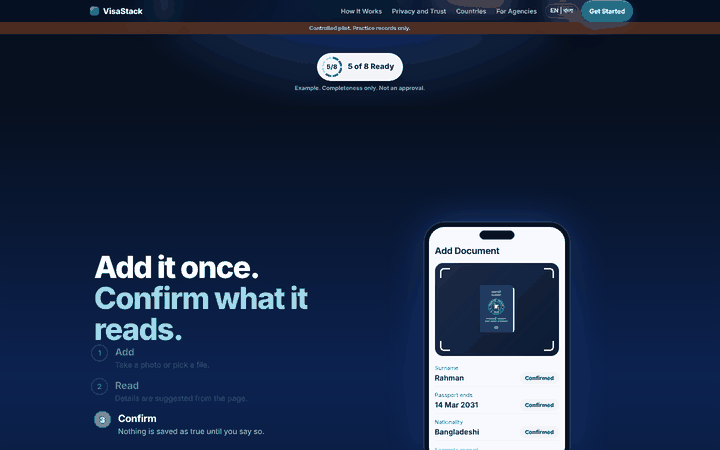 VisaStack
How It Works
Privacy and Trust
Countries
For Agencies
EN | বাংলা
Get Started
Controlled pilot. Practice records only.
5/8
5 of 8 Ready
Example. Completeness only. Not an approval.
Add it once.
Confirm what it
reads.
1
Add
Take a photo or pick a file.
2
Read
Details are suggested from the page.
3
Confirm
Nothing is saved as true until you say so.
Add Document
Surname
Rahman
Confirmed
Passport ends
14 Mar 2031
Confirmed
Nationality
Bangladeshi
Confirmed